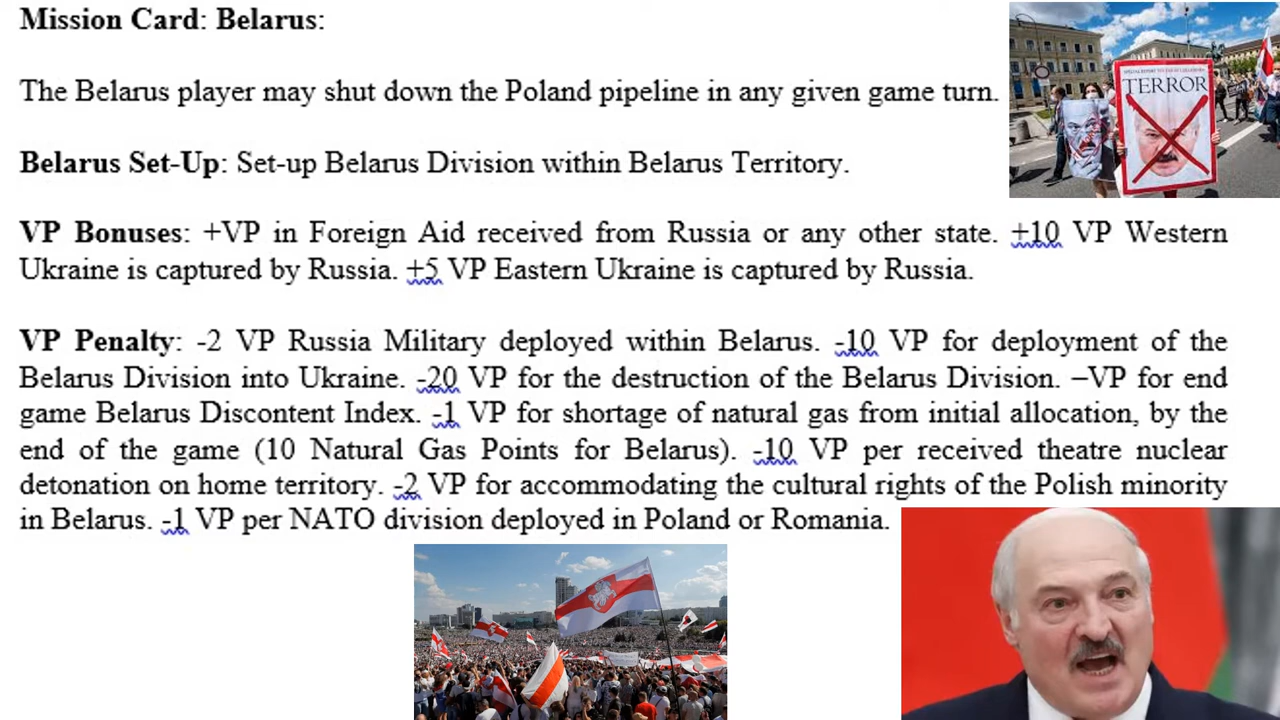 Mission Card: Belarus:
The Belarus player may shut down the Poland pipeline in any given game turn.
Belarus Set-Up: Set-up Belarus Division within Belarus Territory.
VP Bonuses: +VP in Foreign Aid received from Russia or any other state. +10 VP Western
Ukraine is captured by Russia. +5 VP Eastern Ukraine is captured by Russia.
VP Penalty: -2 VP Russia Military deployed within Belarus. -10 VP for deployment of the
Belarus Division into Ukraine. -20 VP for the destruction of the Belarus Division. –VP for end
game Belarus Discontent Index. -1 VP for shortage of natural gas from initial allocation, by the
end of the game (10 Natural Gas Points for Belarus). -10 VP per received theatre nuclear
detonation on home territory. -2 VP for accommodating the cultural rights of the Polish minority
in Belarus. -1 VP per NATO division deployed in Poland or Romania.
TERROR